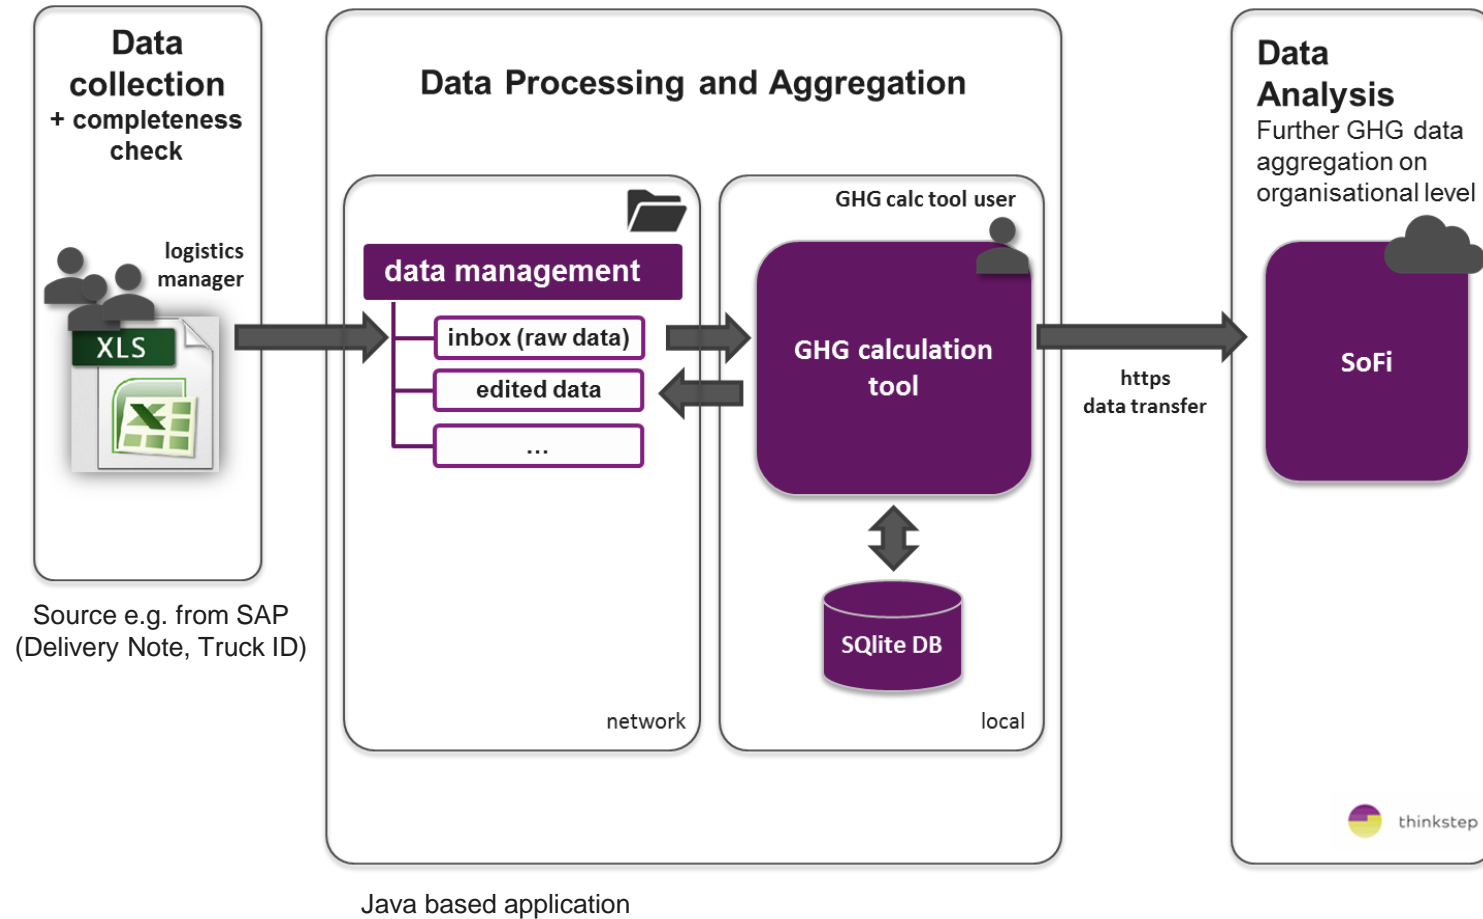 Data
collection
+ completeness
check
logistics
manager
XLS
Source e.g. from SAP
(Delivery Note, Truck ID)
Data Processing and Aggregation
data management
inbox (raw data)
edited data
...
network
GHG calc tool user
GHG calculation
tool
SQlite DB
local
Java based application
https
data transfer
Data
Analysis
Further GHG data
aggregation on
organisational level
SoFi
thinkstep